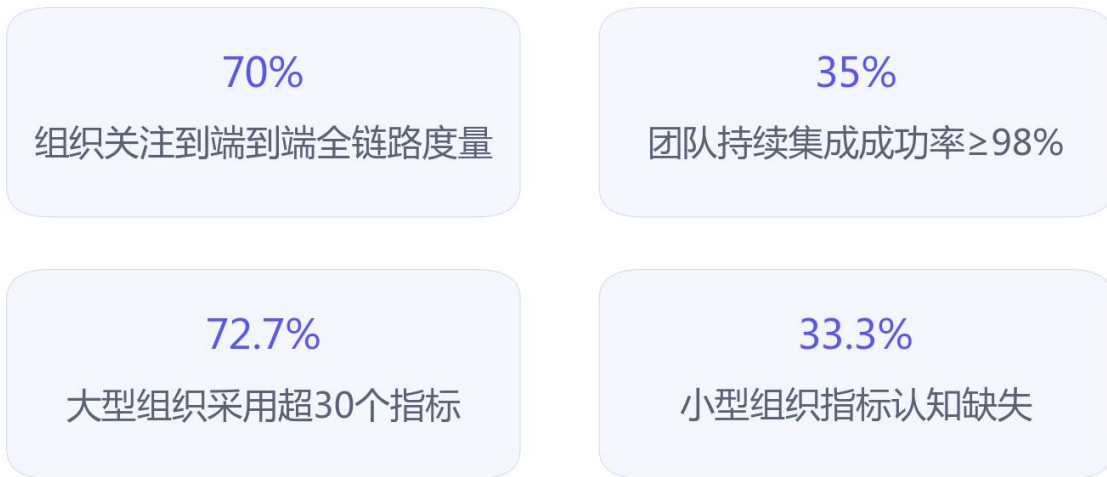 70%
组织关注到端到端全链路度量
35%
团队持续集成成功率≥98%
72.7%
大型组织采用超30个指标
33.3%
小型组织指标认知缺失